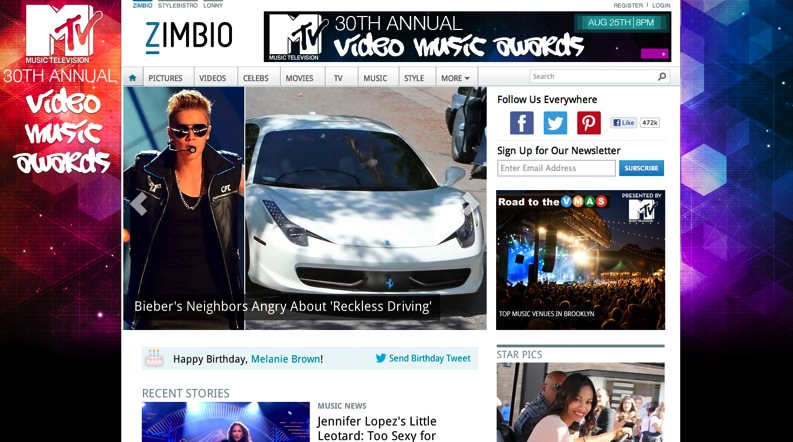 ZIMBIO STYLEBISTRO LONNY
REGISTER | LOGIN
MTV
MUSIC TELEVISION
30TH ANNUAL
VIDEO
MUSIC
AWARDS
ZIMBIO
MTV
MUSIC TELEVISION
30TH ANNUAL
VIDEO MUSIC AWARDS
AUG 25TH | 8PM
PICTURES VIDEOS CELEBS MOVIES TV MUSIC STYLE MORE
Search
Bieber's Neighbors Angry About 'Reckless Driving'
Follow Us Everywhere
Like 472k
Sign Up for Our Newsletter
Enter Email Address SUBSCRIBE
Road to the VMAS
PRESENTED BY
MTV
TOP MUSIC VENUES IN BROOKLYN
Happy Birthday, Melanie Brown! Send Birthday Tweet
STAR PICS
RECENT STORIES
MUSIC NEWS
Jennifer Lopez's Little
Leotard: Too Sexy for